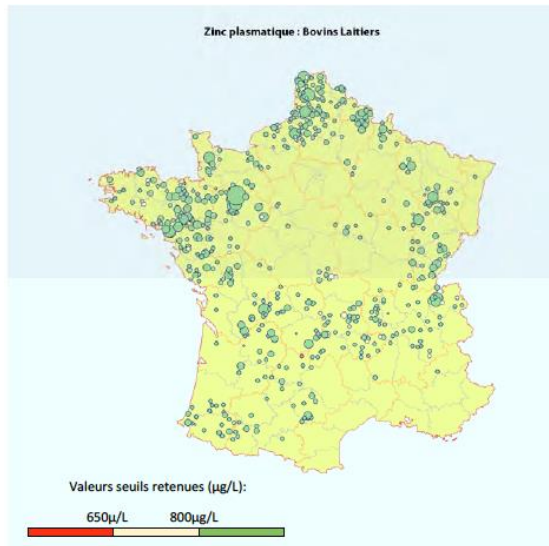 Zinc plasmatique : Bovins Laitiers
Valeurs seuils retenues (µg/L):
650µ/L 800µg/L